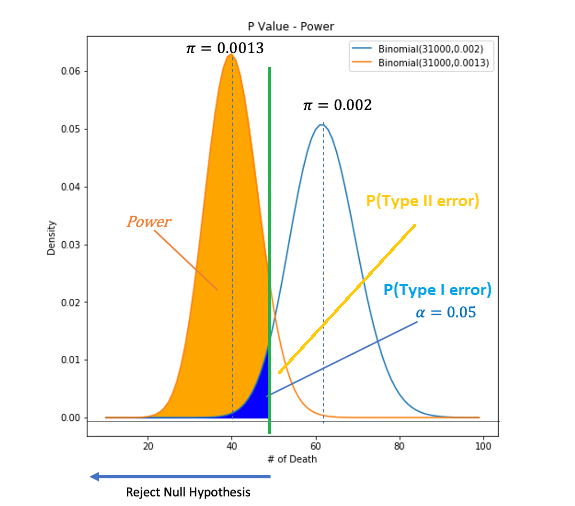 P Value - Power
π = 0.0013
Binomial(31000,0.002)
Binomial(31000,0.0013)
π = 0.002
P(Type II error)
Power
P(Type I error)
α = 0.05
Density
0.06
0.05
0.04
0.03
0.02
0.01
0.00
20
40
60
80
100
# of Death
Reject Null Hypothesis